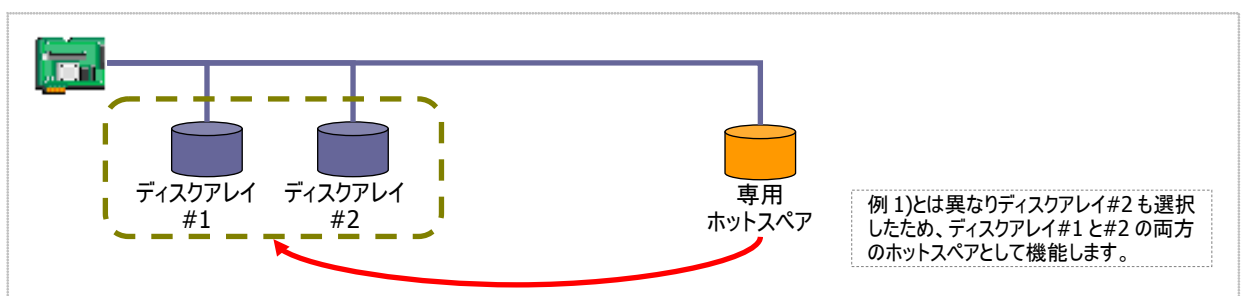 ディスクアレイ
#1
ディスクアレイ
#2
専用
ホットスペア
例 1)とは異なりディスクアレイ#2 も選択
したため、ディスクアレイ#1 と#2 の両方
のホットスペアとして機能します。